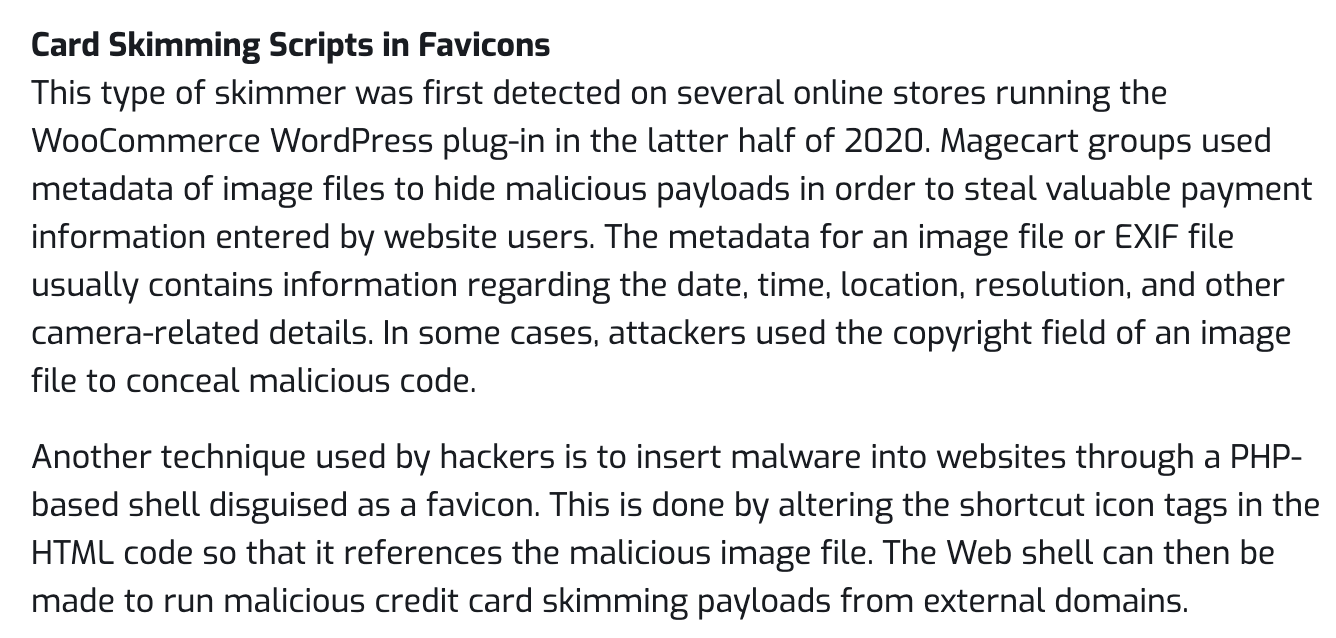 Card Skimming Scripts in Favicons
This type of skimmer was first detected on several online stores running the
WooCommerce WordPress plug-in in the latter half of 2020. Magecart groups used
metadata of image files to hide malicious payloads in order to steal valuable payment
information entered by website users. The metadata for an image file or EXIF file
usually contains information regarding the date, time, location, resolution, and other
camera-related details. In some cases, attackers used the copyright field of an image
file to conceal malicious code.
Another technique used by hackers is to insert malware into websites through a PHP-
based shell disguised as a favicon. This is done by altering the shortcut icon tags in the
HTML code so that it references the malicious image file. The Web shell can then be
made to run malicious credit card skimming payloads from external domains.